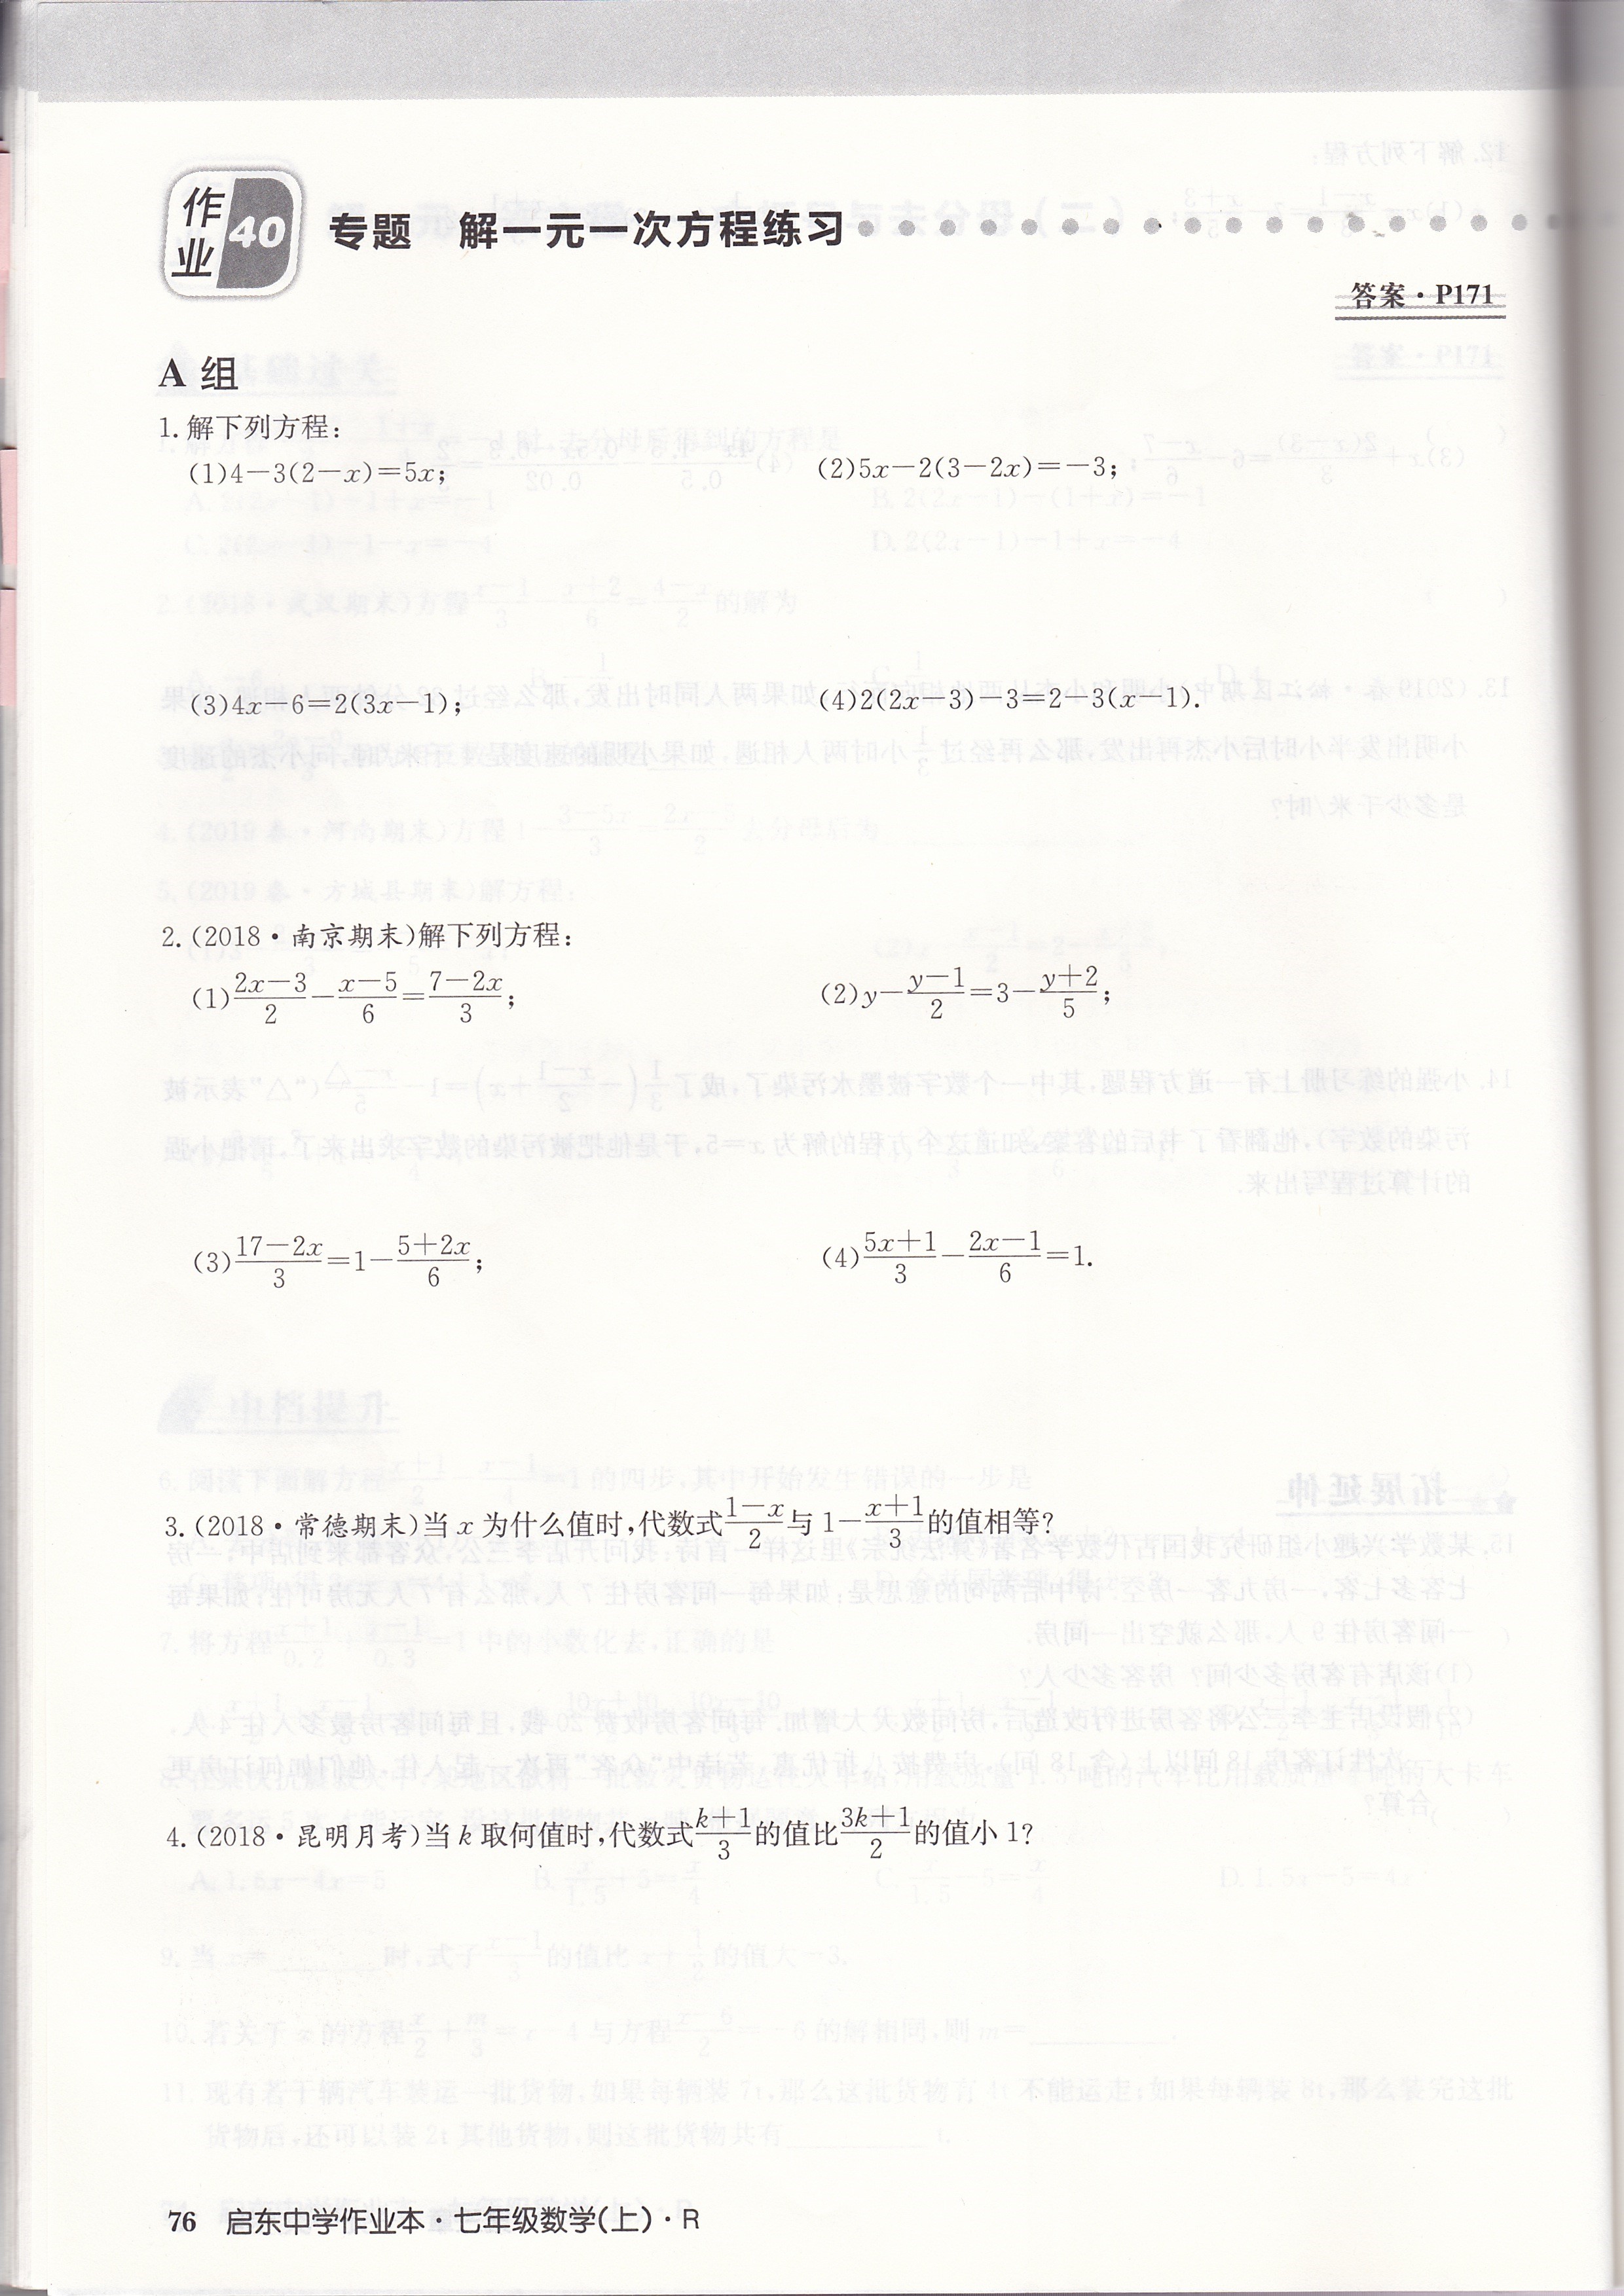 作业 40 专题 解一元一次方程练习
答案·P171
A 组
1.解下列方程:
(1)4-3(2-x)=5x; (2)5x-2(3-2x)=-3;
(3)4x-6=2(3x-1); (4)2(2x-3)-3=2-3(x-1).
2.(2018·南京期末)解下列方程:
(1)\frac{2x-3}{2}-\frac{x-5}{6}=\frac{7-2x}{3}; (2)y-\frac{y-1}{2}=3-\frac{y+2}{5};
(3)\frac{17-2x}{3}=1-\frac{5+2x}{6}; (4)\frac{5x+1}{3}-\frac{2x-1}{6}=1.
3.(2018·常德期末)当 x 为什么值时,代数式\frac{1-x}{2}与 1-\frac{x+1}{3}的值相等?
4.(2018·昆明月考)当 k 取何值时,代数式\frac{k+1}{3}的值比\frac{3k+1}{2}的值小 1?
76 启东中学作业本·七年级数学(上)·R